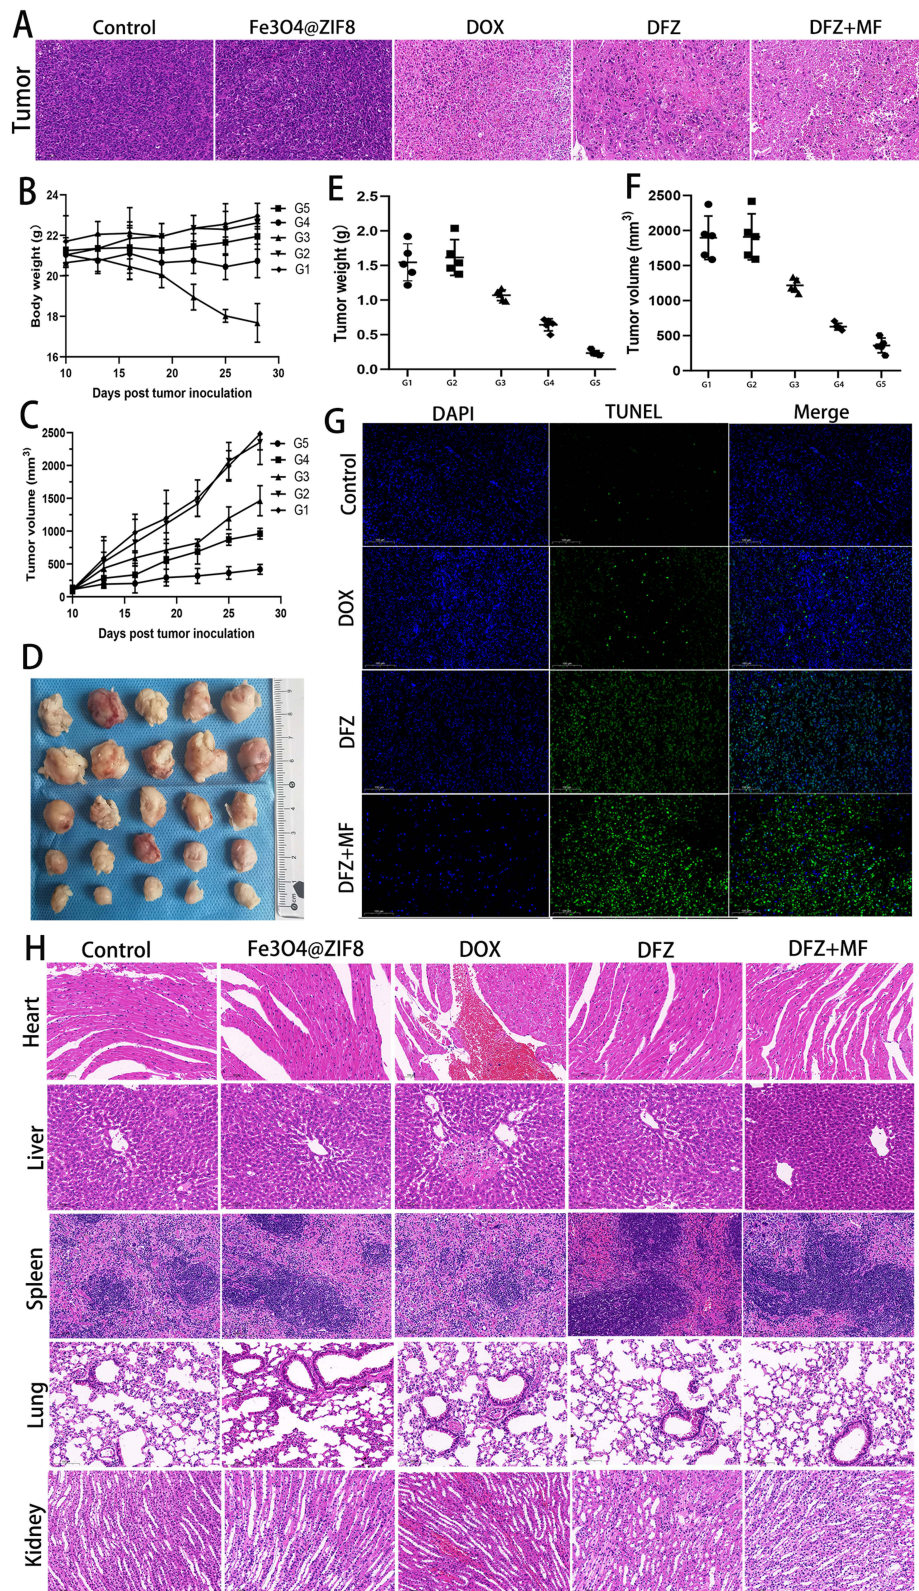 A
Control Fe3O4@ZIF8 DOX DFZ DFZ+MF
Tumor
B
24
22
20
18
16
10 15 20 25 30
Body weight (g)
Days post tumor inoculation
G5
G4
G3
G2
G1
E
2.5
2.0
1.5
1.0
0.5
0.0
Tumor weight (g)
G1 G2 G3 G4 G5
F
2500
2000
1500
1000
500
0
Tumor volume (mm3)
G1 G2 G3 G4 G5
C
2500
2000
1500
1000
500
0
10 15 20 25 30
Tumor volume (mm3)
Days post tumor inoculation
G5
G4
G3
G2
G1
D
G
DAPI TUNEL Merge
Control
DOX
DFZ
DFZ+MF
H
Control Fe3O4@ZIF8 DOX DFZ DFZ+MF
Heart
Liver
Spleen
Lung
Kidney